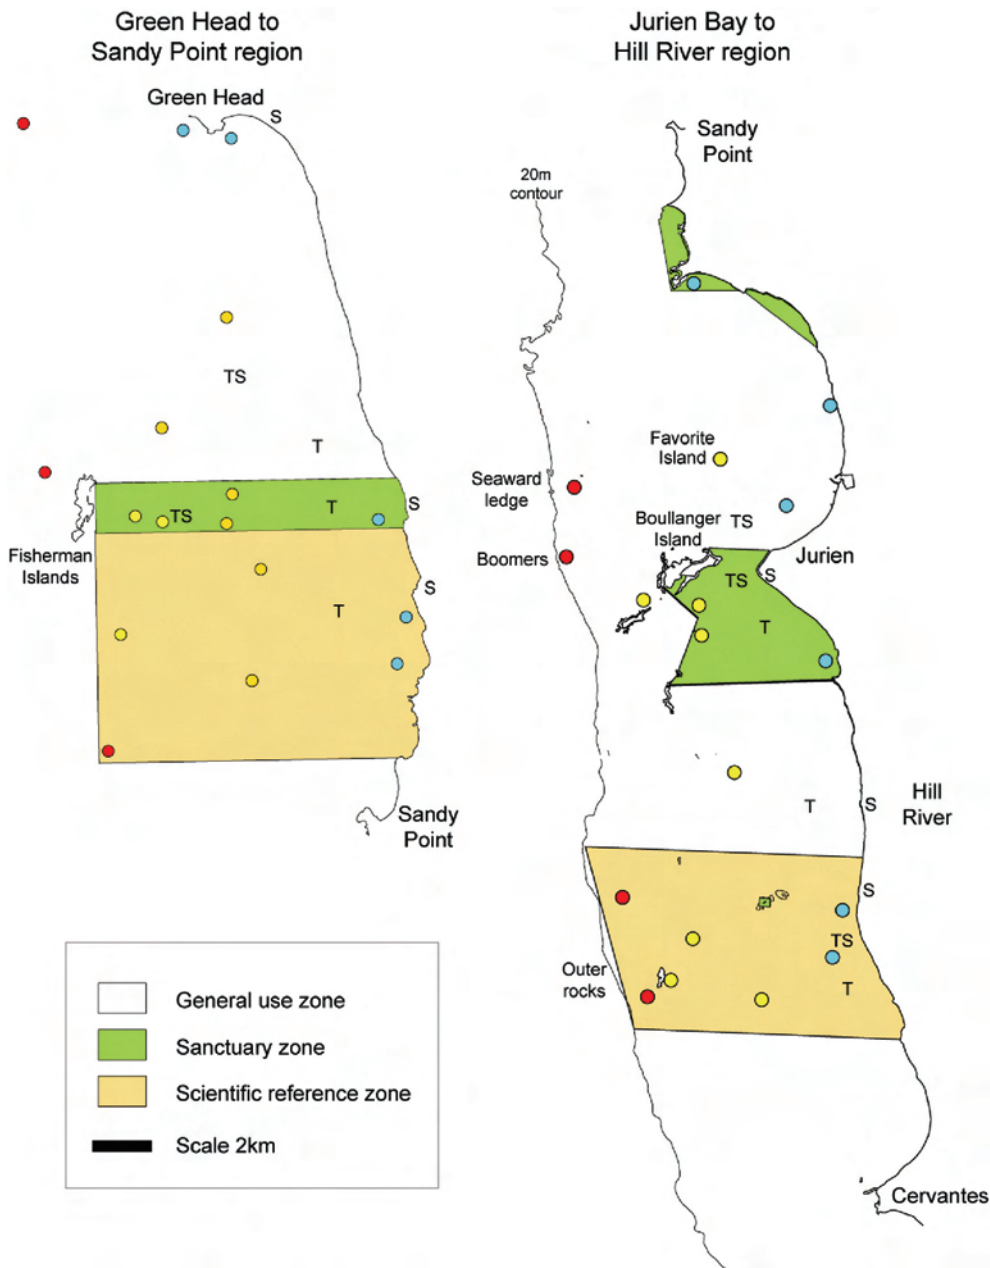 Green Head to
Sandy Point region
Green Head
S
TS
T
TS
T
S
Fisherman
Islands
S
T
Sandy
Point
Jurien Bay to
Hill River region
Sandy
Point
20m
contour
Favorite
Island
Seaward
ledge
TS
Boullanger
Island
Boomers
Jurien
TS
S
T
Hill
River
T
S
S
TS
Outer
rocks
T
Cervantes
General use zone
Sanctuary zone
Scientific reference zone
Scale 2km